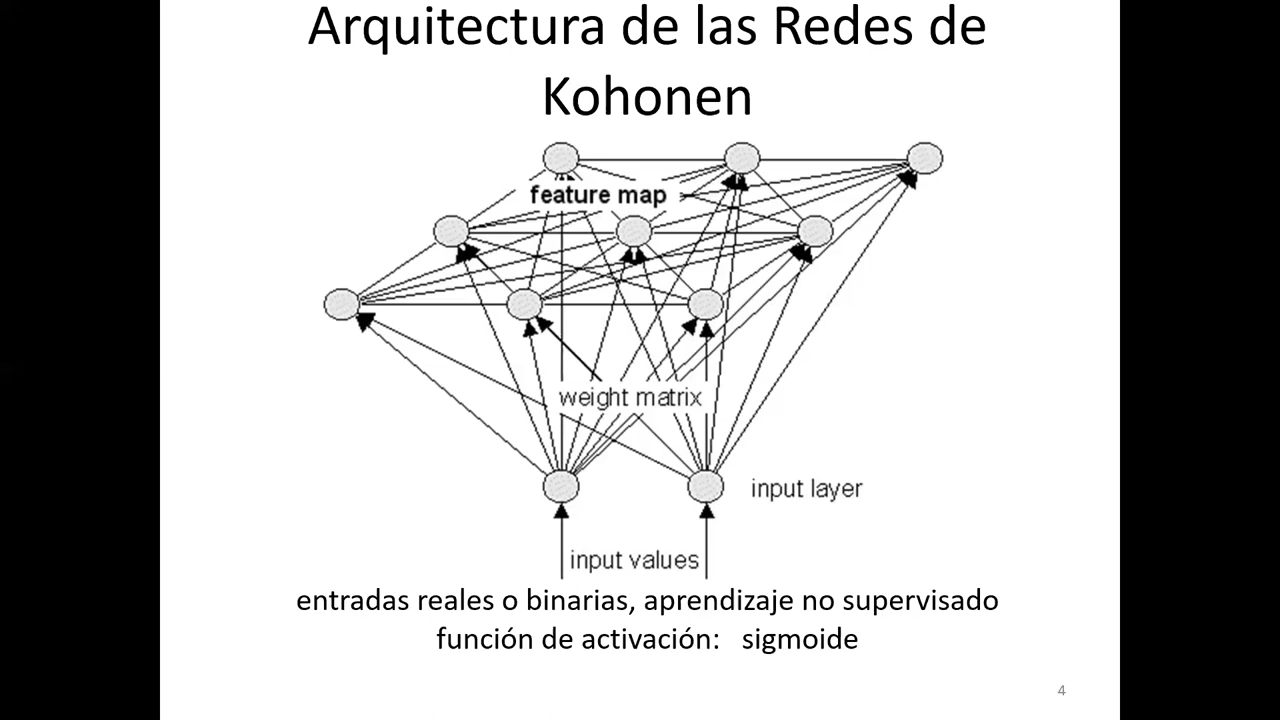 Arquitectura de las Redes de
Kohonen
feature map
weight matrix
input layer
input values
entradas reales o binarias, aprendizaje no supervisado
función de activación: sigmoide
4